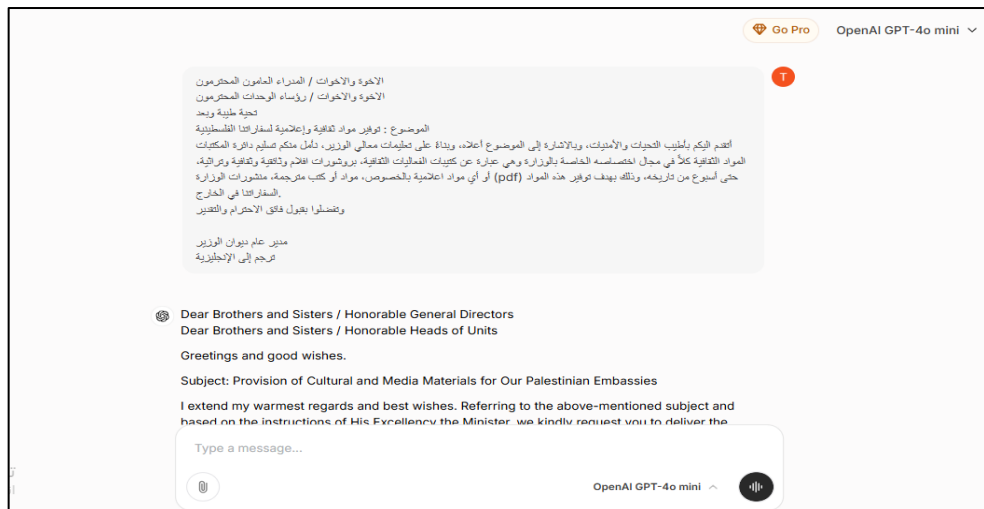 Go Pro
OpenAI GPT-4o mini
T
الاخوة والاخوات / المدراء العامون المحترمون
الاخوة والاخوات / رؤساء الوحدات المحترمون
تحية طيبة وبعد
الموضوع : توفير مواد ثقافية وإعلامية لسفاراتنا الفلسطينية
أتقدم اليكم بأطيب التحيات والأمنيات، وبالاشارة إلى الموضوع أعلاه، وبناءً على تعليمات معالي الوزير، نأمل منكم تسليم دائرة المكتبات
المواد الثقافية كلاً في مجال اختصاصه الخاصة بالوزارة وهي عبارة عن كتيبات الفعاليات الثقافية، بروشورات افلام وثائقية وثقافية وتراثية،
حتى أسبوع من تاريخه، وذلك بهدف توفير هذه المواد (pdf) أو أي مواد اعلامية بالخصوص، مواد أو كتب مترجمة، منشورات الوزارة
.السفاراتنا في الخارج
وتفضلوا بقبول فائق الاحترام والتقدير
مدير عام ديوان الوزير
ترجم إلى الإنجليزية
Dear Brothers and Sisters / Honorable General Directors
Dear Brothers and Sisters / Honorable Heads of Units
Greetings and good wishes.
Subject: Provision of Cultural and Media Materials for Our Palestinian Embassies
I extend my warmest regards and best wishes. Referring to the above-mentioned subject and
based on the instructions of His Excellency the Minister, we kindly request you to deliver the
Type a message...
OpenAI GPT-4o mini